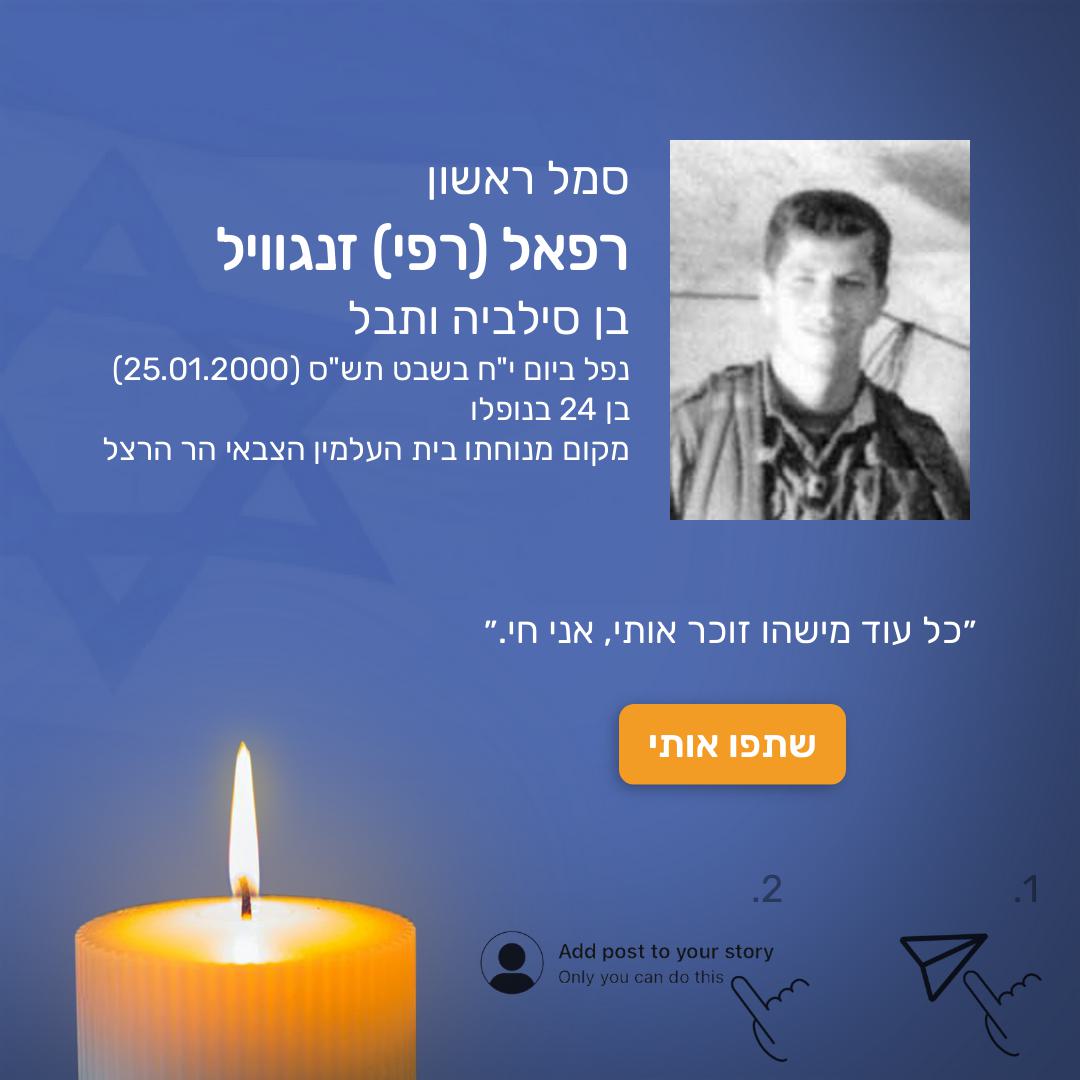 סמל ראשון
רפאל (רפי) זנגוויל
בן סילביה ותבל
נפל ביום י"ח בשבט תש"ס (25.01.2000)
בן 24 בנופלו
מקום מנוחתו בית העלמין הצבאי הר הרצל
״כל עוד מישהו זוכר אותי, אני חי.״
שתפו אותי
1.
2.
Add post to your story
Only you can do this